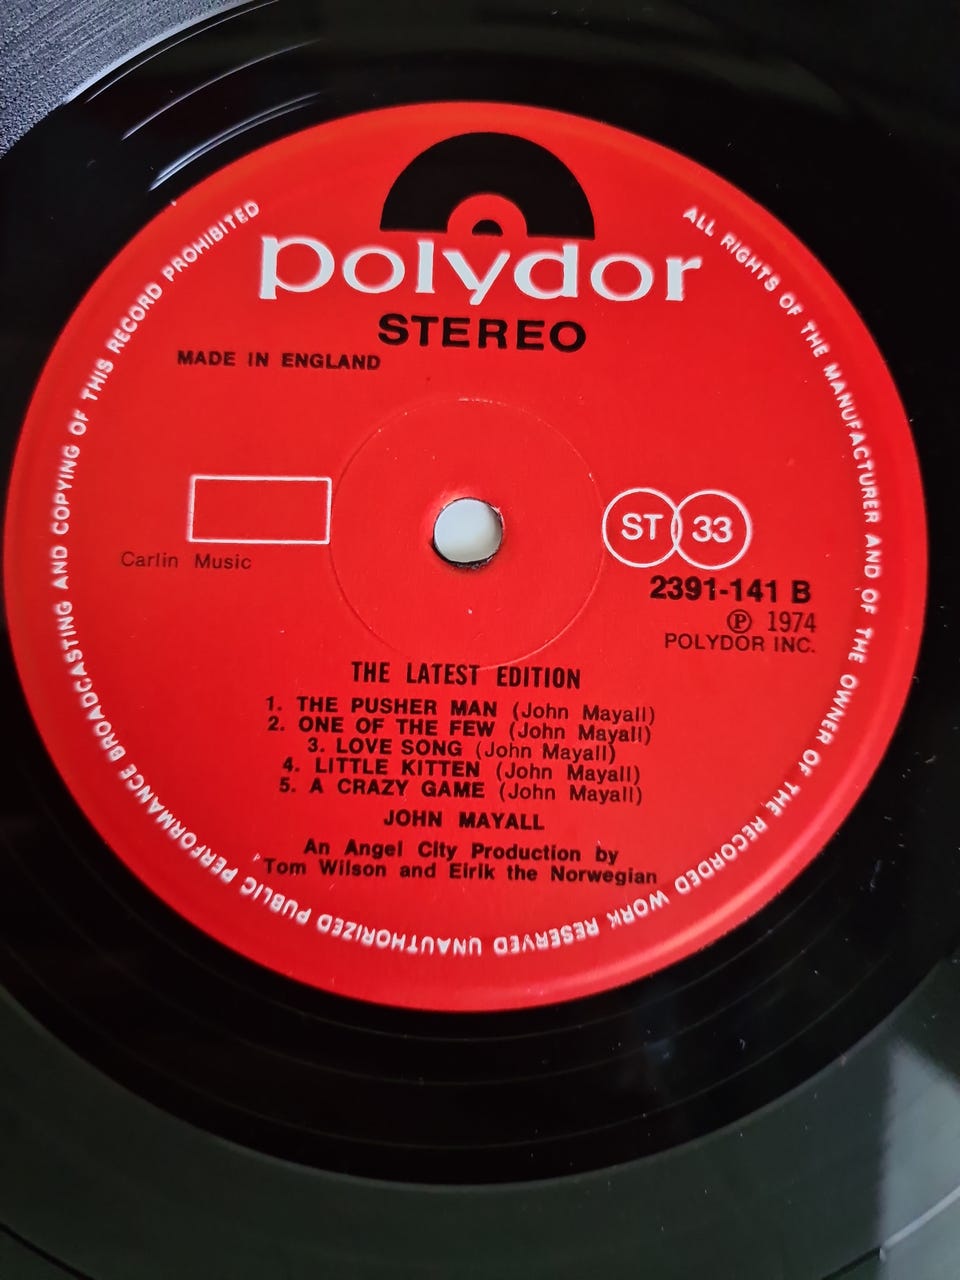 polydor
STEREO
MADE IN ENGLAND
ST 33
Carlin Music
2391-141 B
Ⓟ 1974
POLYDOR INC.
THE LATEST EDITION
1. THE PUSHER MAN (John Mayall)
2. ONE OF THE FEW (John Mayall)
3. LOVE SONG (John Mayall)
4. LITTLE KITTEN (John Mayall)
5. A CRAZY GAME (John Mayall)
JOHN MAYALL
An Angel City Production by
Tom Wilson and Eirik the Norwegian
ALL RIGHTS OF THE MANUFACTURER AND OF THE OWNER OF THE RECORDED WORK RESERVED UNAUTHORIZED PUBLIC PERFORMANCE BROADCASTING AND COPYING OF THIS RECORD PROHIBITED